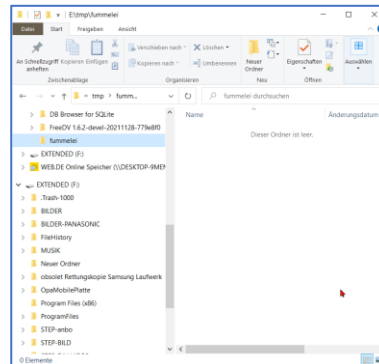 E:\tmp\fummelei
Datei Start Freigeben Ansicht
An Schnellzugriff anheften
Kopieren
Einfügen
Verschieben nach
Kopieren nach
Löschen
Umbenennen
Neuer Ordner
Eigenschaften
Auswählen
Zwischenablage
Organisieren
Neu
Öffnen
tmp
fumm...
fummelei durchsuchen
DB Browser for SQLite
FreeDV 1.6.2-devel-20211128-779e8f0
fummelei
EXTENDED (F:)
WEB.DE Online Speicher (\\DESKTOP-9MEN
EXTENDED (F:)
.Trash-1000
BILDER
BILDER-PANASONIC
FileHistory
MUSIK
Neuer Ordner
obsolet Rettungskopie Samsung Laufwerk
OpaMobilePlatte
Program Files (x86)
ProgramFiles
STEP-anbo
STEP-BILD
Name
Änderungsdatum
Dieser Ordner ist leer.
0 Elemente